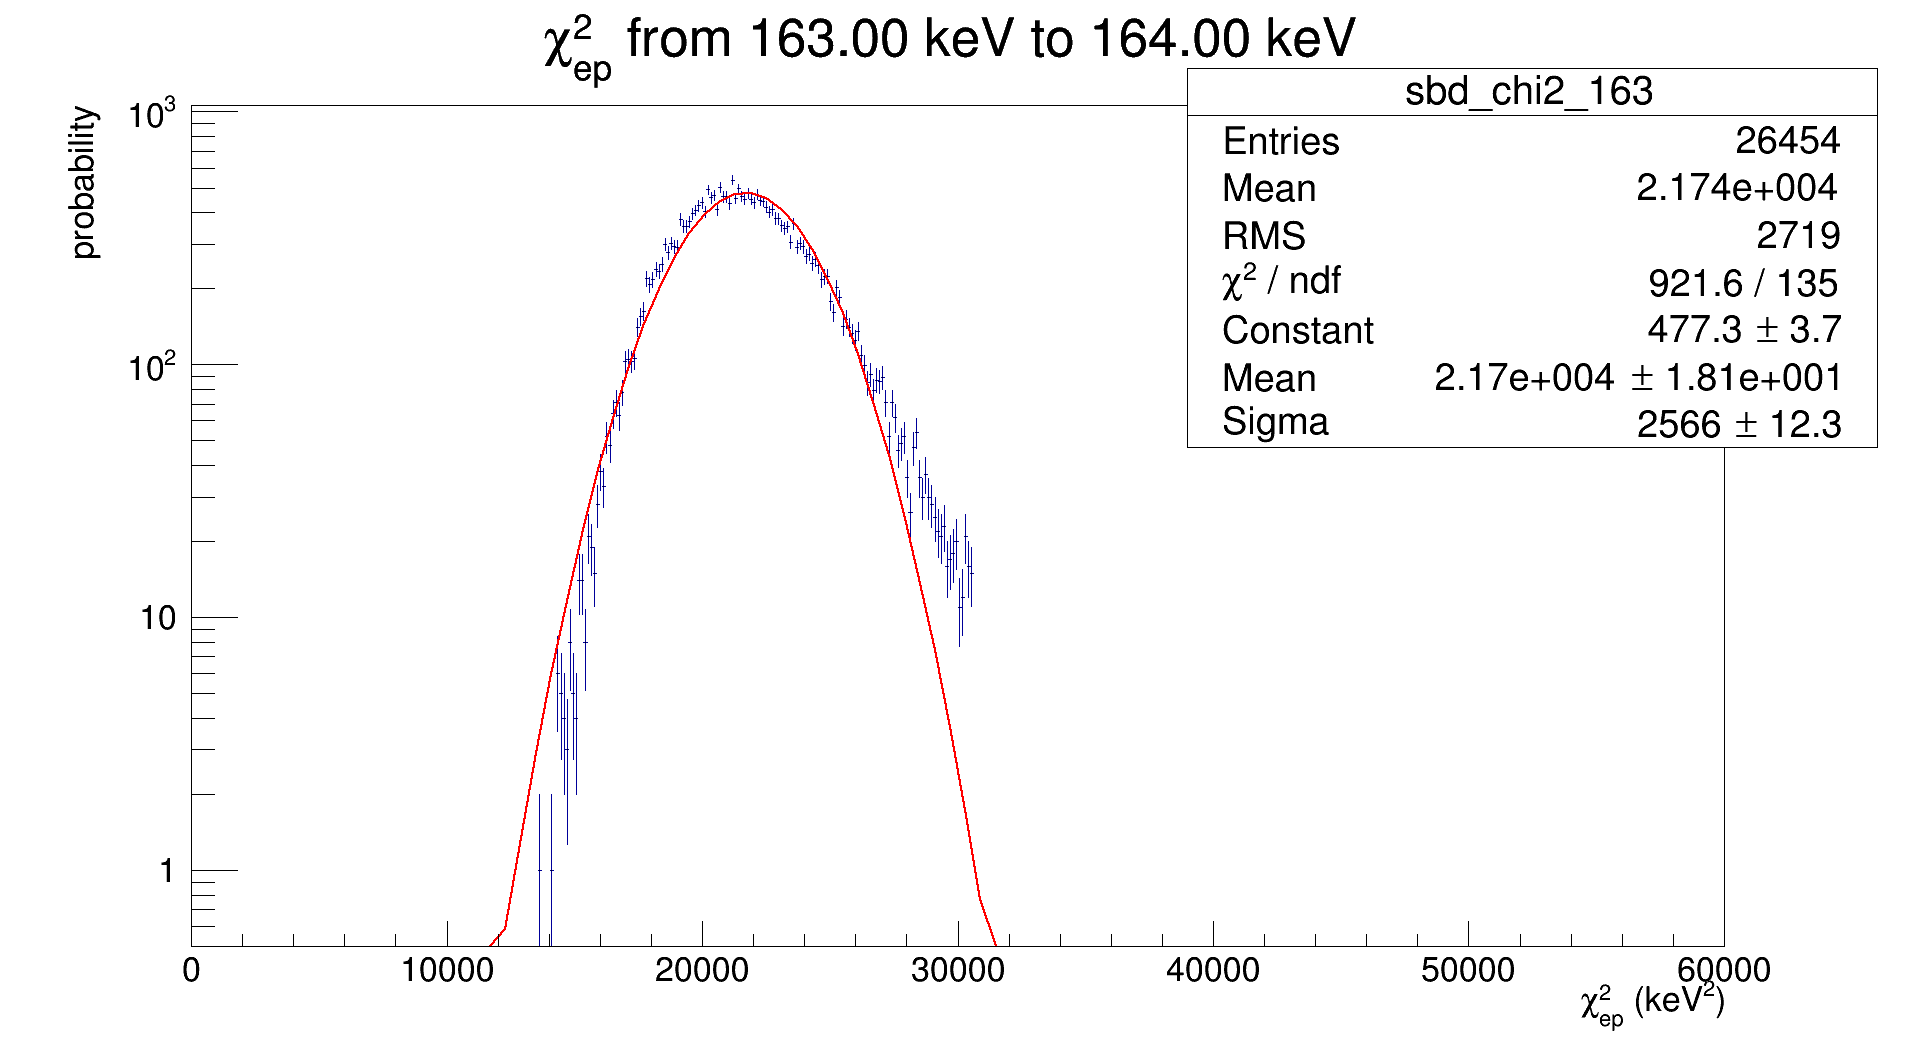 χ²ep from 163.00 keV to 164.00 keV
sbd_chi2_163
Entries 26454
Mean 2.174e+004
RMS 2719
χ² / ndf 921.6 / 135
Constant 477.3 ± 3.7
Mean 2.17e+004 ± 1.81e+001
Sigma 2566 ± 12.3
probability
10³
10²
10
1
0 10000 20000 30000 40000 50000 60000
χ²ep (keV²)